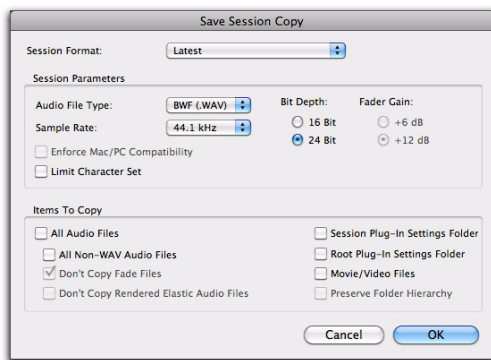 Save Session Copy
Session Format: Latest
Session Parameters
Audio File Type: BWF (.WAV) Bit Depth: Fader Gain:
Sample Rate: 44.1 kHz 16 Bit +6 dB
Enforce Mac/PC Compatibility 24 Bit +12 dB
Limit Character Set
Items To Copy
All Audio Files Session Plug-In Settings Folder
All Non-WAV Audio Files Root Plug-In Settings Folder
Don't Copy Fade Files Movie/Video Files
Don't Copy Rendered Elastic Audio Files Preserve Folder Hierarchy
Cancel OK